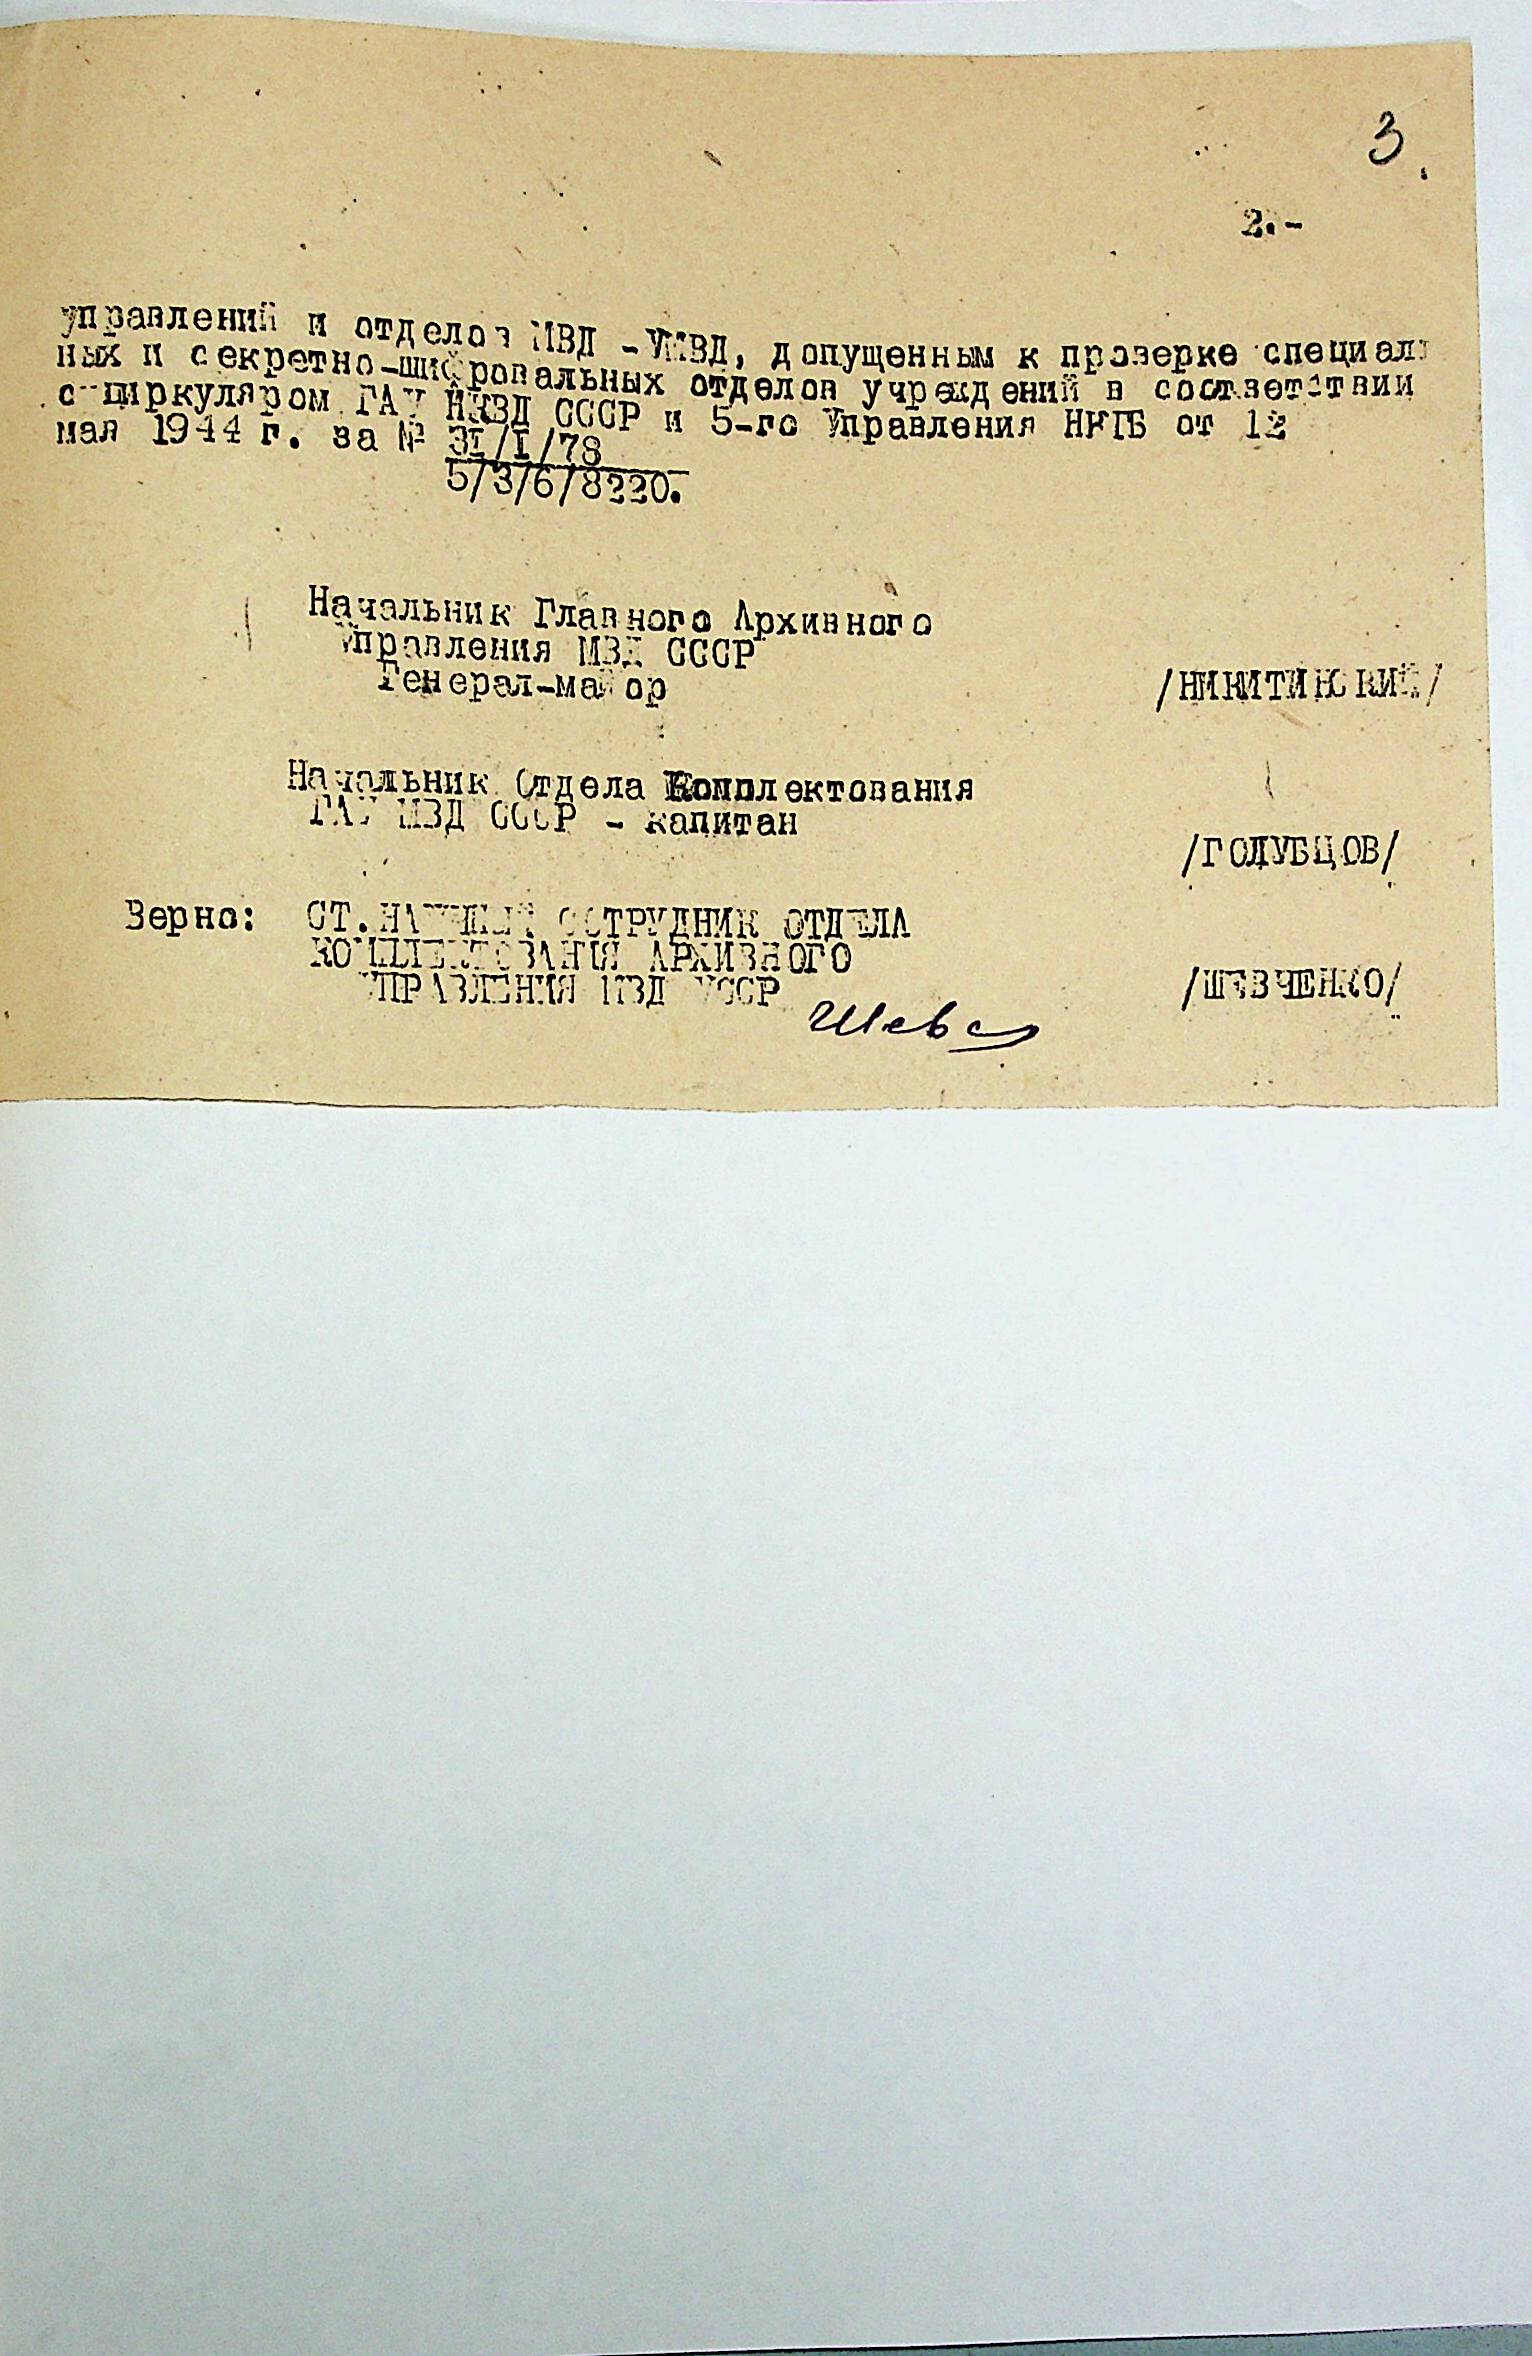 3
2.-
управлений и отделов МВД -УМВД, допущенным к проверке специаль
ных и секретно-шифровальных отделов учреждений в соответствии
с циркуляром ГАУ НКВД СССР и 5-го Управления НКГБ от 12
мая 1944 г. за № 3I/I/78
5/3/6/8220.
Начальник Главного Архивного
Управления МВД СССР
Генерал-майор
/НИКИТИНСКИЙ/
Начальник Отдела Комплектования
ГАУ МВД СССР - капитан
/ГОЛУБЦОВ/
Верно: СТ.НАУЧНЫЙ СОТРУДНИК ОТДЕЛА
КОМПЛЕКТОВАНИЯ АРХИВНОГО
УПРАВЛЕНИЯ МВД УССР
/ШЕВЧЕНКО/
Шевч